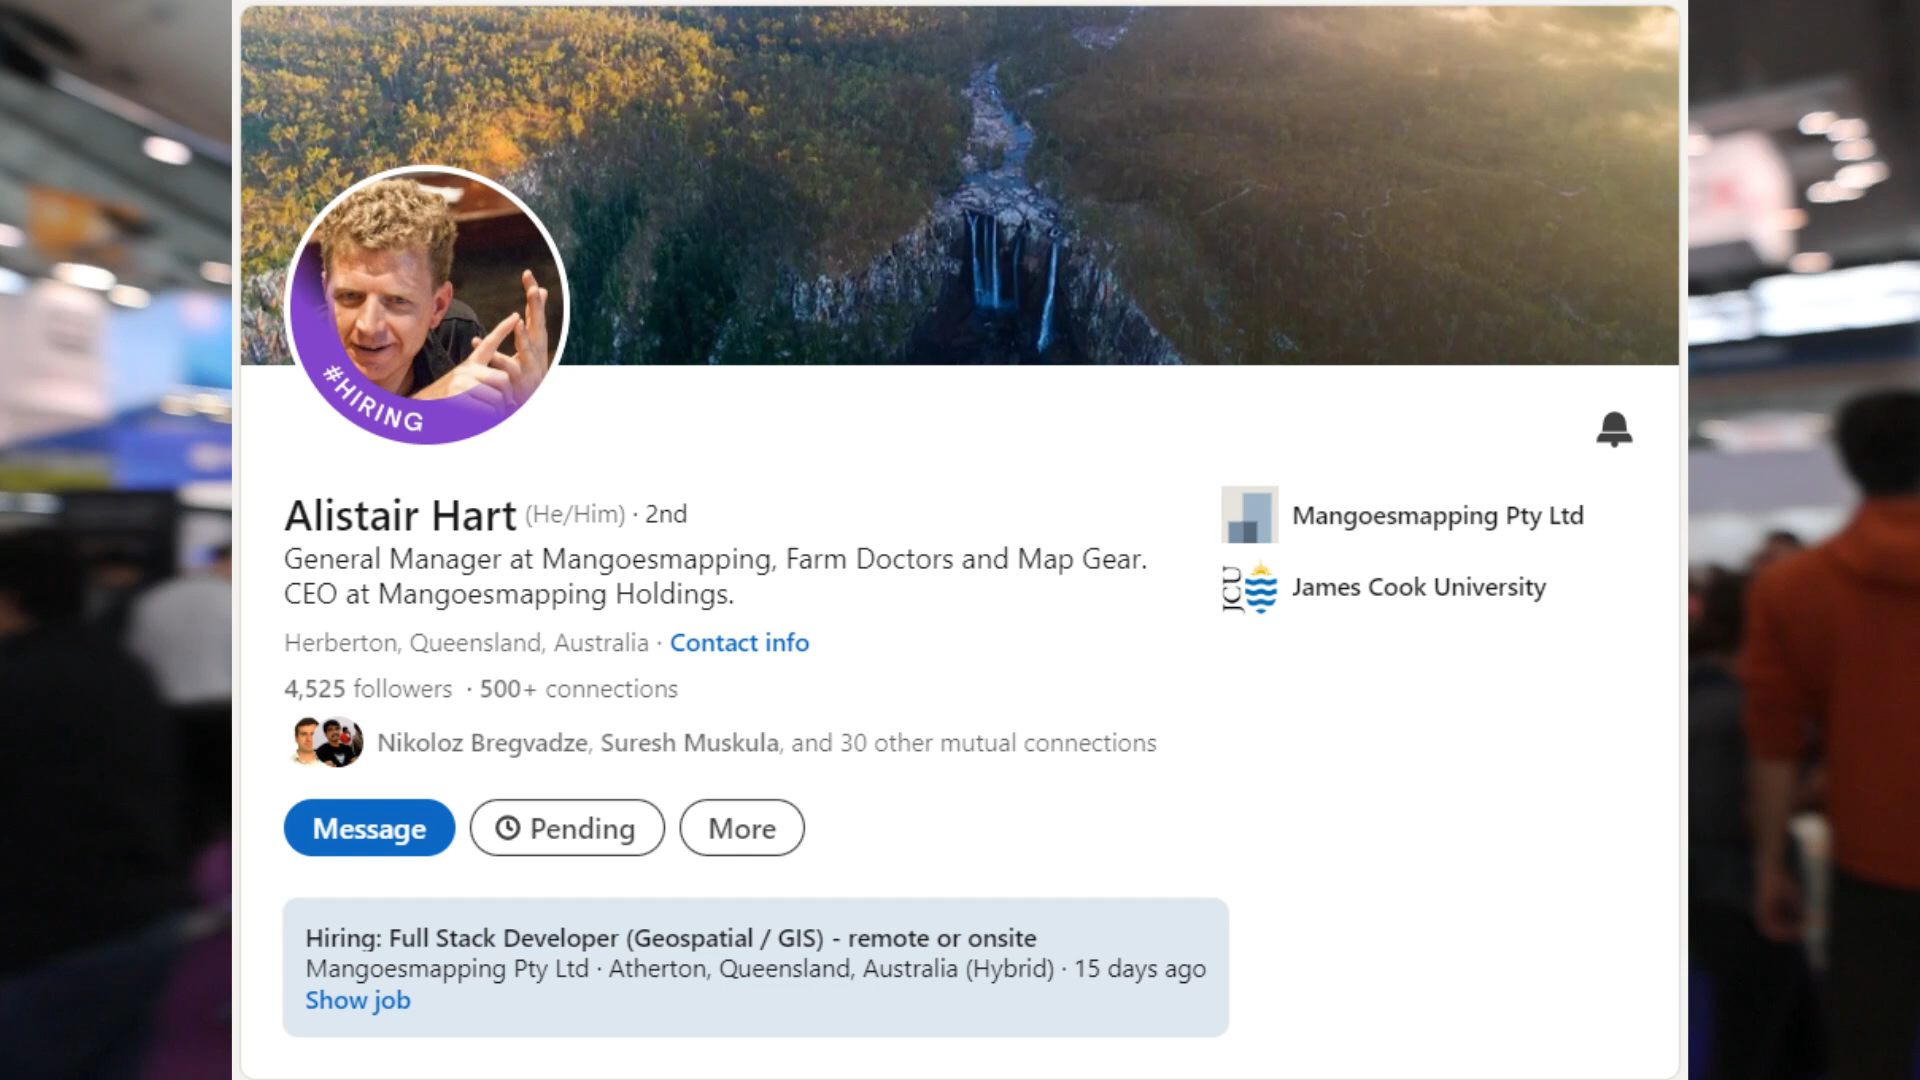 #HIRING
Alistair Hart (He/Him) · 2nd
General Manager at Mangoesmapping, Farm Doctors and Map Gear.
CEO at Mangoesmapping Holdings.
Herberton, Queensland, Australia · Contact info
4,525 followers · 500+ connections
Nikoloz Bregvadze, Suresh Muskula, and 30 other mutual connections
Message
Pending
More
Mangoesmapping Pty Ltd
JCU
James Cook University
Hiring: Full Stack Developer (Geospatial / GIS) - remote or onsite
Mangoesmapping Pty Ltd · Atherton, Queensland, Australia (Hybrid) · 15 days ago
Show job